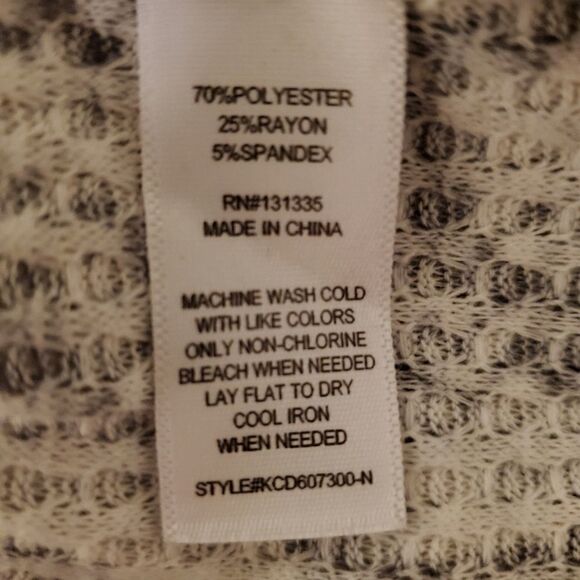 70%POLYESTER
25%RAYON
5%SPANDEX
RN#131335
MADE IN CHINA
MACHINE WASH COLD
WITH LIKE COLORS
ONLY NON-CHLORINE
BLEACH WHEN NEEDED
LAY FLAT TO DRY
COOL IRON
WHEN NEEDED
STYLE#KCD607300-N